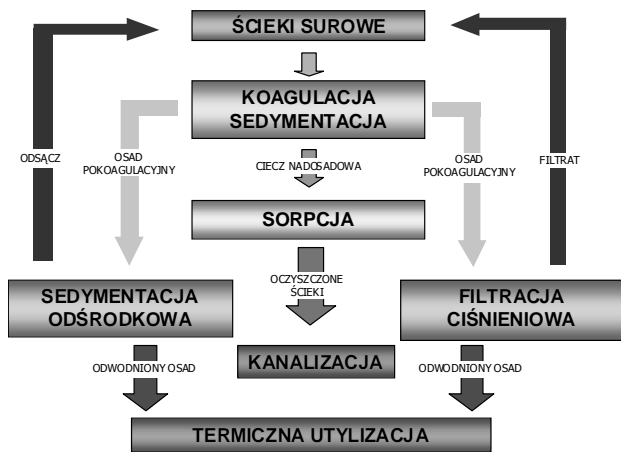 ŚCIEKI SUROWE
KOAGULACJA
SEDYMENTACJA
ODSĄCZ
OSAD
POKOAGULACYJNY
CIECZ NADOSADOWA
OSAD
POKOAGULACYJNY
FILTRAT
SORPCJA
OCZYSZCZONE
ŚCIEKI
SEDYMENTACJA
ODŚRODKOWA
FILTRACJA
CIŚNIENIOWA
KANALIZACJA
ODWODNIONY OSAD
ODWODNIONY OSAD
TERMICZNA UTYLIZACJA